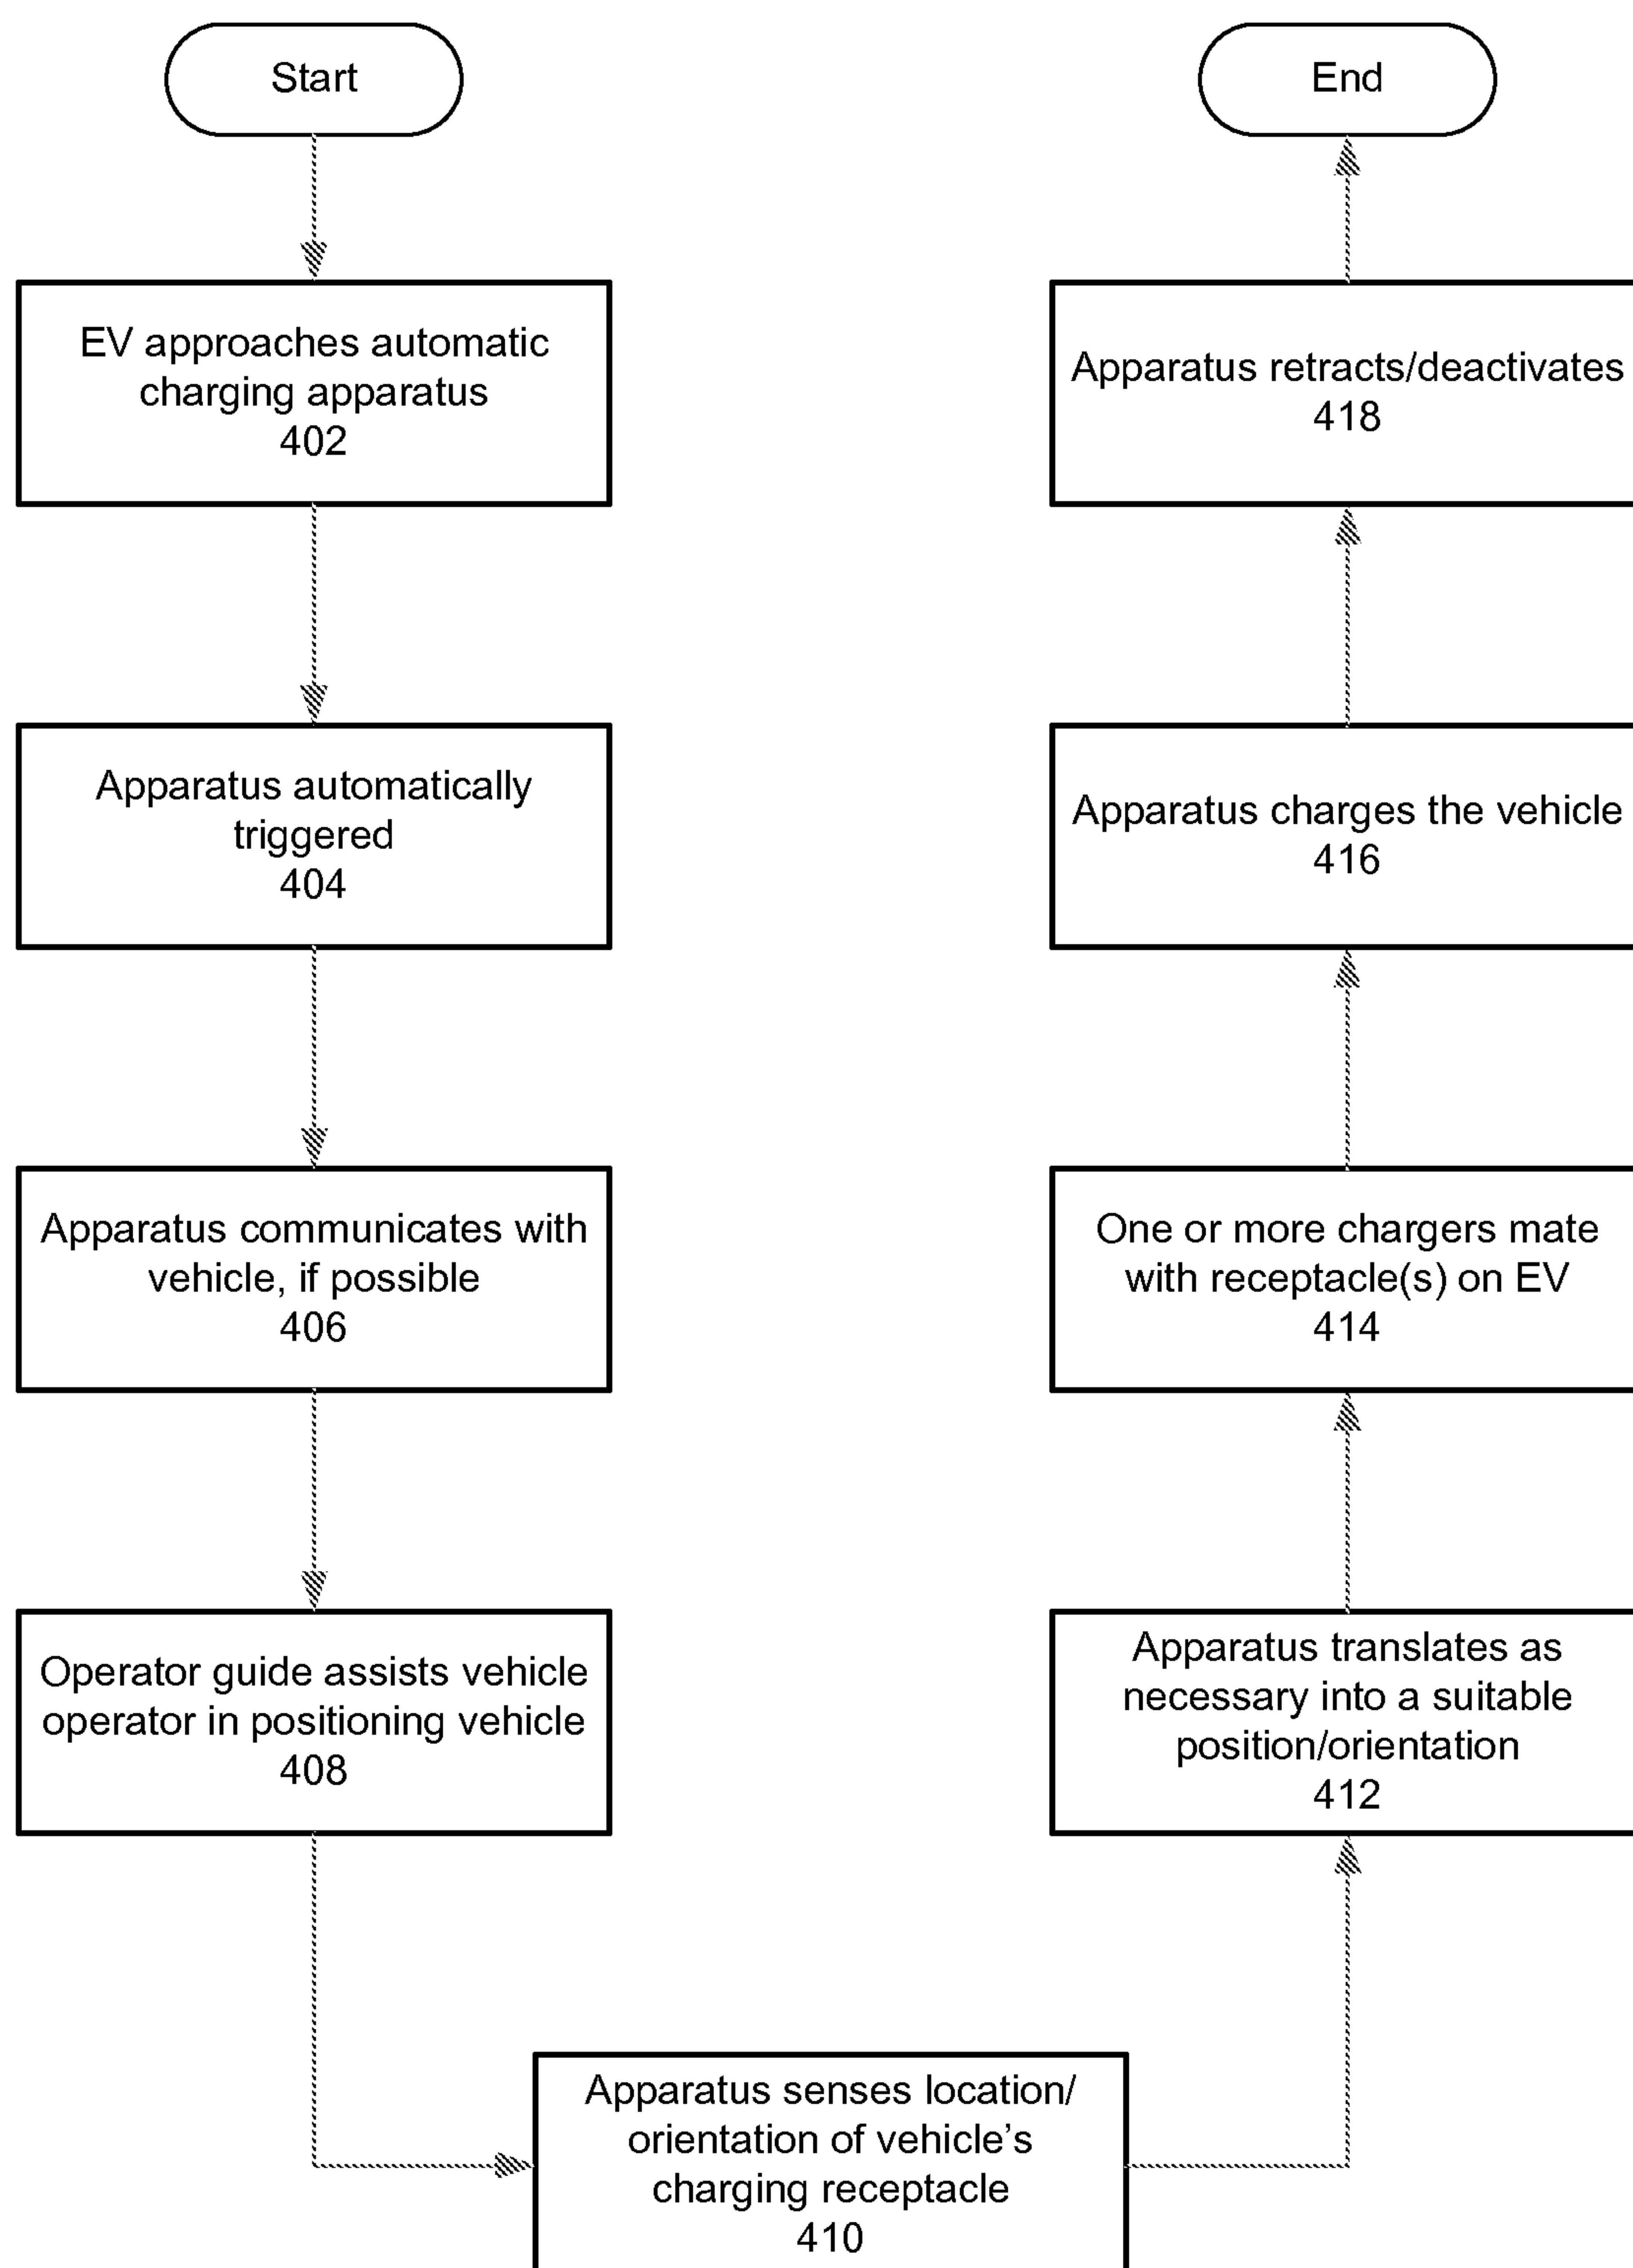 Start
EV approaches automatic
charging apparatus
402
Apparatus automatically
triggered
404
Apparatus communicates with
vehicle, if possible
406
Operator guide assists vehicle
operator in positioning vehicle
408
Apparatus senses location/
orientation of vehicle’s
charging receptacle
410
Apparatus translates as
necessary into a suitable
position/orientation
412
One or more chargers mate
with receptacle(s) on EV
414
Apparatus charges the vehicle
416
Apparatus retracts/deactivates
418
End